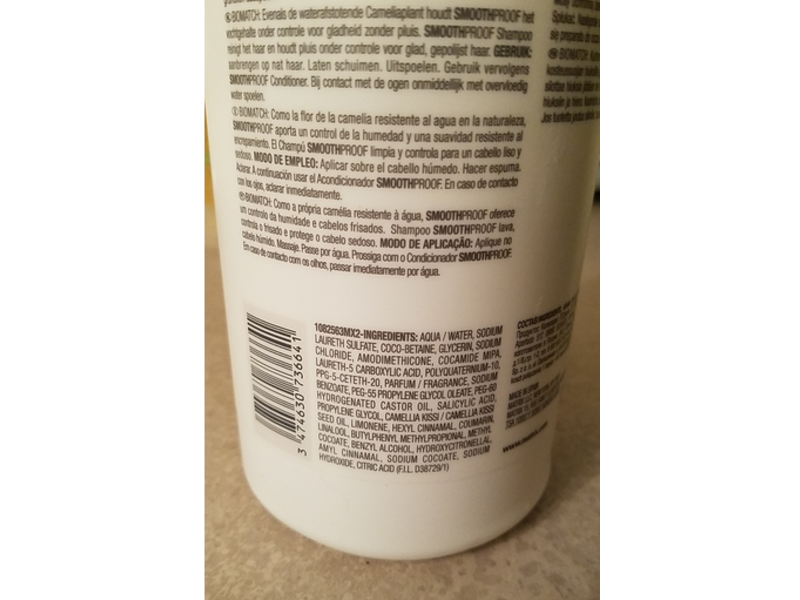 BIOMATCH: Evenals de waterafstotende Cameliaplant houdt SMOOTHPROOF het
vochtgehalte onder controle voor gladheid zonder pluis. SMOOTHPROOF Shampoo
reinigt het haar en houdt pluis onder controle voor glad, gepolijst haar. GEBRUIK:
aanbrengen op nat haar. Laten schuimen. Uitspoelen. Gebruik vervolgens
SMOOTHPROOF Conditioner. Bij contact met de ogen onmiddellijk met overvloedig
water spoelen.
BIOMATCH: Como la flor de la camelia resistente al agua en la naturaleza,
SMOOTHPROOF aporta un control de la humedad y una suavidad resistente al
encrespamiento. El Champú SMOOTHPROOF limpia y controla para un cabello liso y
sedoso. MODO DE EMPLEO: Aplicar sobre el cabello húmedo. Hacer espuma.
Aclarar. A continuación usar el Acondicionador SMOOTHPROOF. En caso de contacto
con los ojos, aclarar inmediatamente.
BIOMATCH: Como a própria camélia resistente à água, SMOOTHPROOF oferece
um controlo da humidade e cabelos frisados. Shampoo SMOOTHPROOF lava,
controla o frisado e protege o cabelo sedoso. MODO DE APLICAÇÃO: Aplique no
cabelo húmido. Massaje. Passe por água. Prossiga com o Condicionador SMOOTHPROOF.
Em caso de contacto com os olhos, passar imediatamente por água.
3 474630 736641
1082563MX2-INGREDIENTS: AQUA / WATER, SODIUM
LAURETH SULFATE, COCO-BETAINE, GLYCERIN, SODIUM
CHLORIDE, AMODIMETHICONE, COCAMIDE MIPA,
LAURETH-5 CARBOXYLIC ACID, POLYQUATERNIUM-10,
PPG-5-CETETH-20, PARFUM / FRAGRANCE, SODIUM
BENZOATE, PEG-55 PROPYLENE GLYCOL OLEATE, PEG-60
HYDROGENATED CASTOR OIL, SALICYLIC ACID,
PROPYLENE GLYCOL, CAMELLIA KISSI / CAMELLIA KISSI
SEED OIL, LIMONENE, HEXYL CINNAMAL, COUMARIN,
LINALOOL, BUTYLPHENYL METHYLPROPIONAL, METHYL
COCOATE, BENZYL ALCOHOL, HYDROXYCITRONELLAL,
AMYL CINNAMAL, SODIUM COCOATE, SODIUM
HYDROXIDE, CITRIC ACID (F.I.L. D38729/1)
MADE IN SPAIN
www.matrix.com